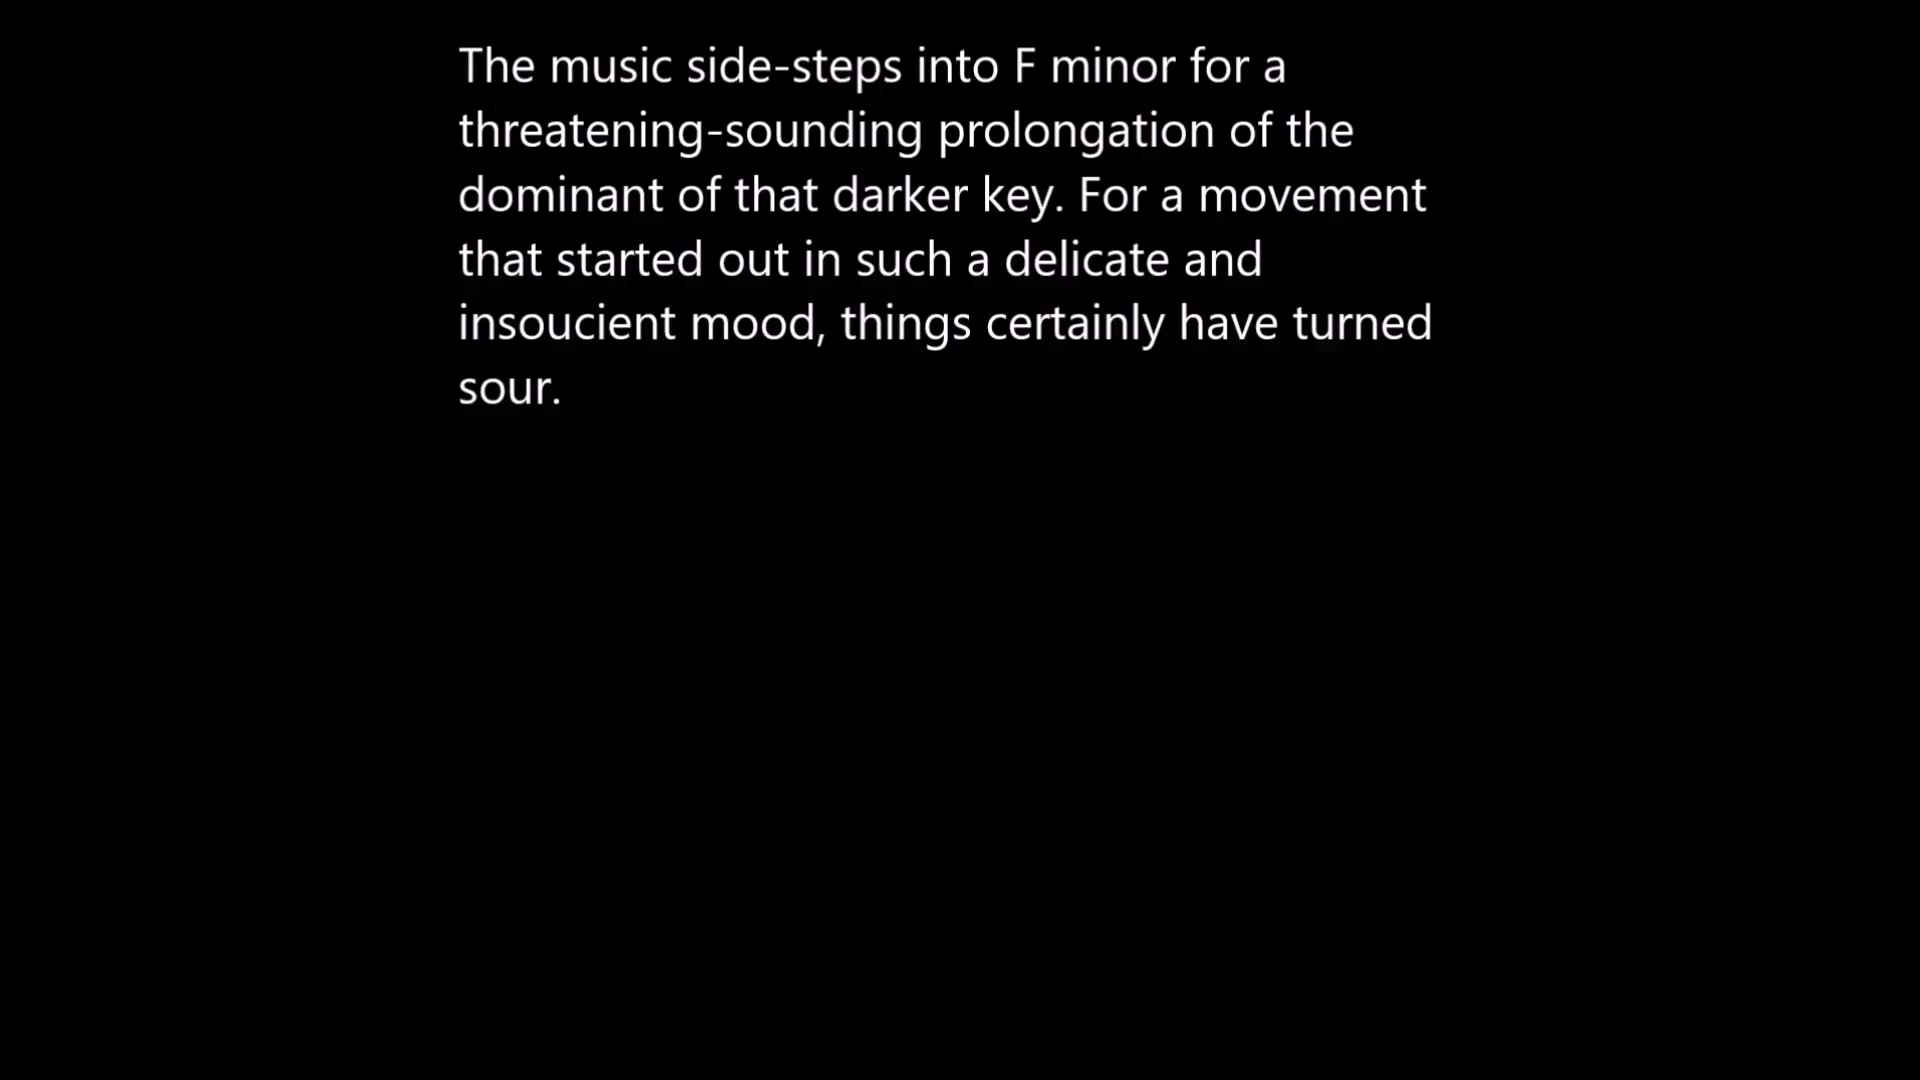 The music side-steps into F minor for a
threatening-sounding prolongation of the
dominant of that darker key. For a movement
that started out in such a delicate and
insoucient mood, things certainly have turned
sour.